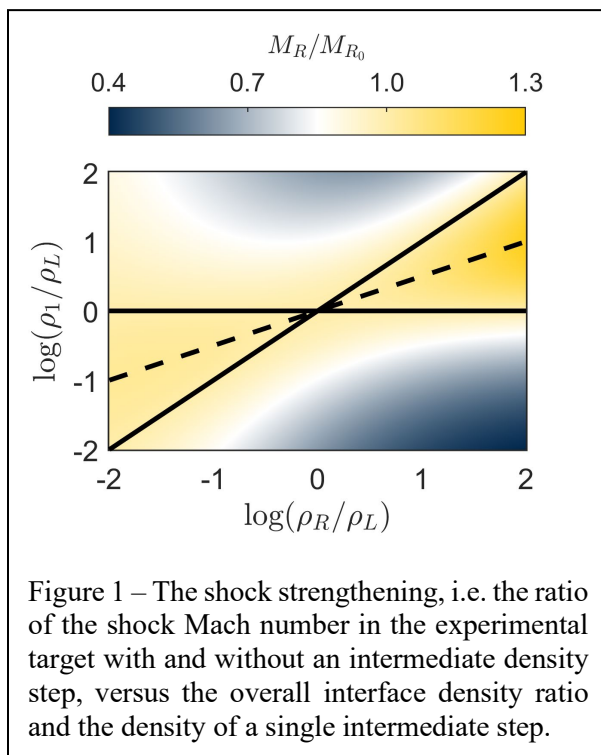 M_R/M_{R_0}
0.4 0.7 1.0 1.3
2
1
0
-1
-2
log(ρ_1/ρ_L)
-2 -1 0 1 2
log(ρ_R/ρ_L)
Figure 1 – The shock strengthening, i.e. the ratio
of the shock Mach number in the experimental
target with and without an intermediate density
step, versus the overall interface density ratio
and the density of a single intermediate step.